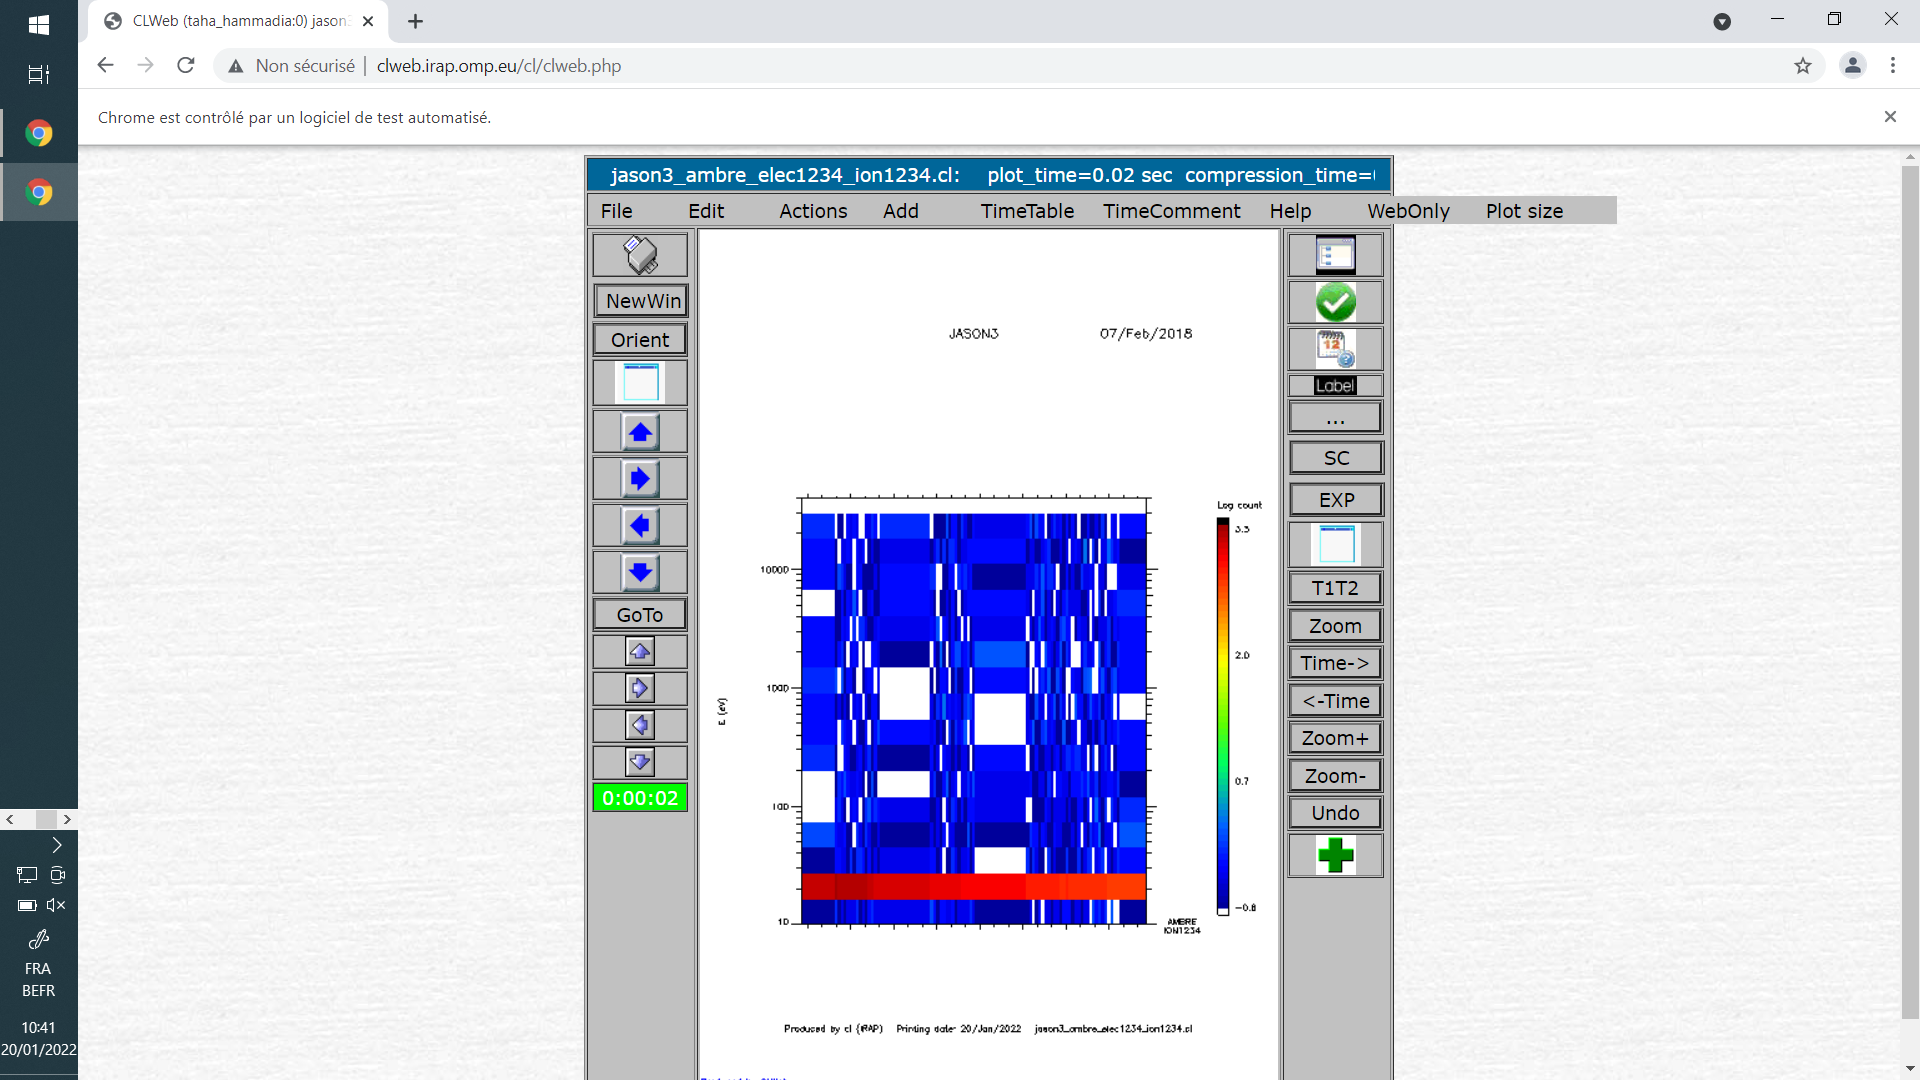 CLWeb (taha_hammadia:0) jason3
Non sécurisé | clweb.irap.omp.eu/cl/clweb.php
Chrome est contrôlé par un logiciel de test automatisé.
jason3_ambre_elec1234_ion1234.cl: plot_time=0.02 sec compression_time=
File Edit Actions Add TimeTable TimeComment Help WebOnly Plot size
NewWin
Orient
GoTo
0:00:02
JASON3 07/Feb/2018
Log count
3.3
2.0
0.7
-0.8
E (eV)
10000
1000
100
10
AMBRE
ION1234
Produced by cl (IRAP) Printing date: 20/Jan/2022 jason3_ambre_elec1234_ion1234.cl
12
Label
...
SC
EXP
T1T2
Zoom
Time->
<-Time
Zoom+
Zoom-
Undo
FRA
BEFR
10:41
20/01/2022